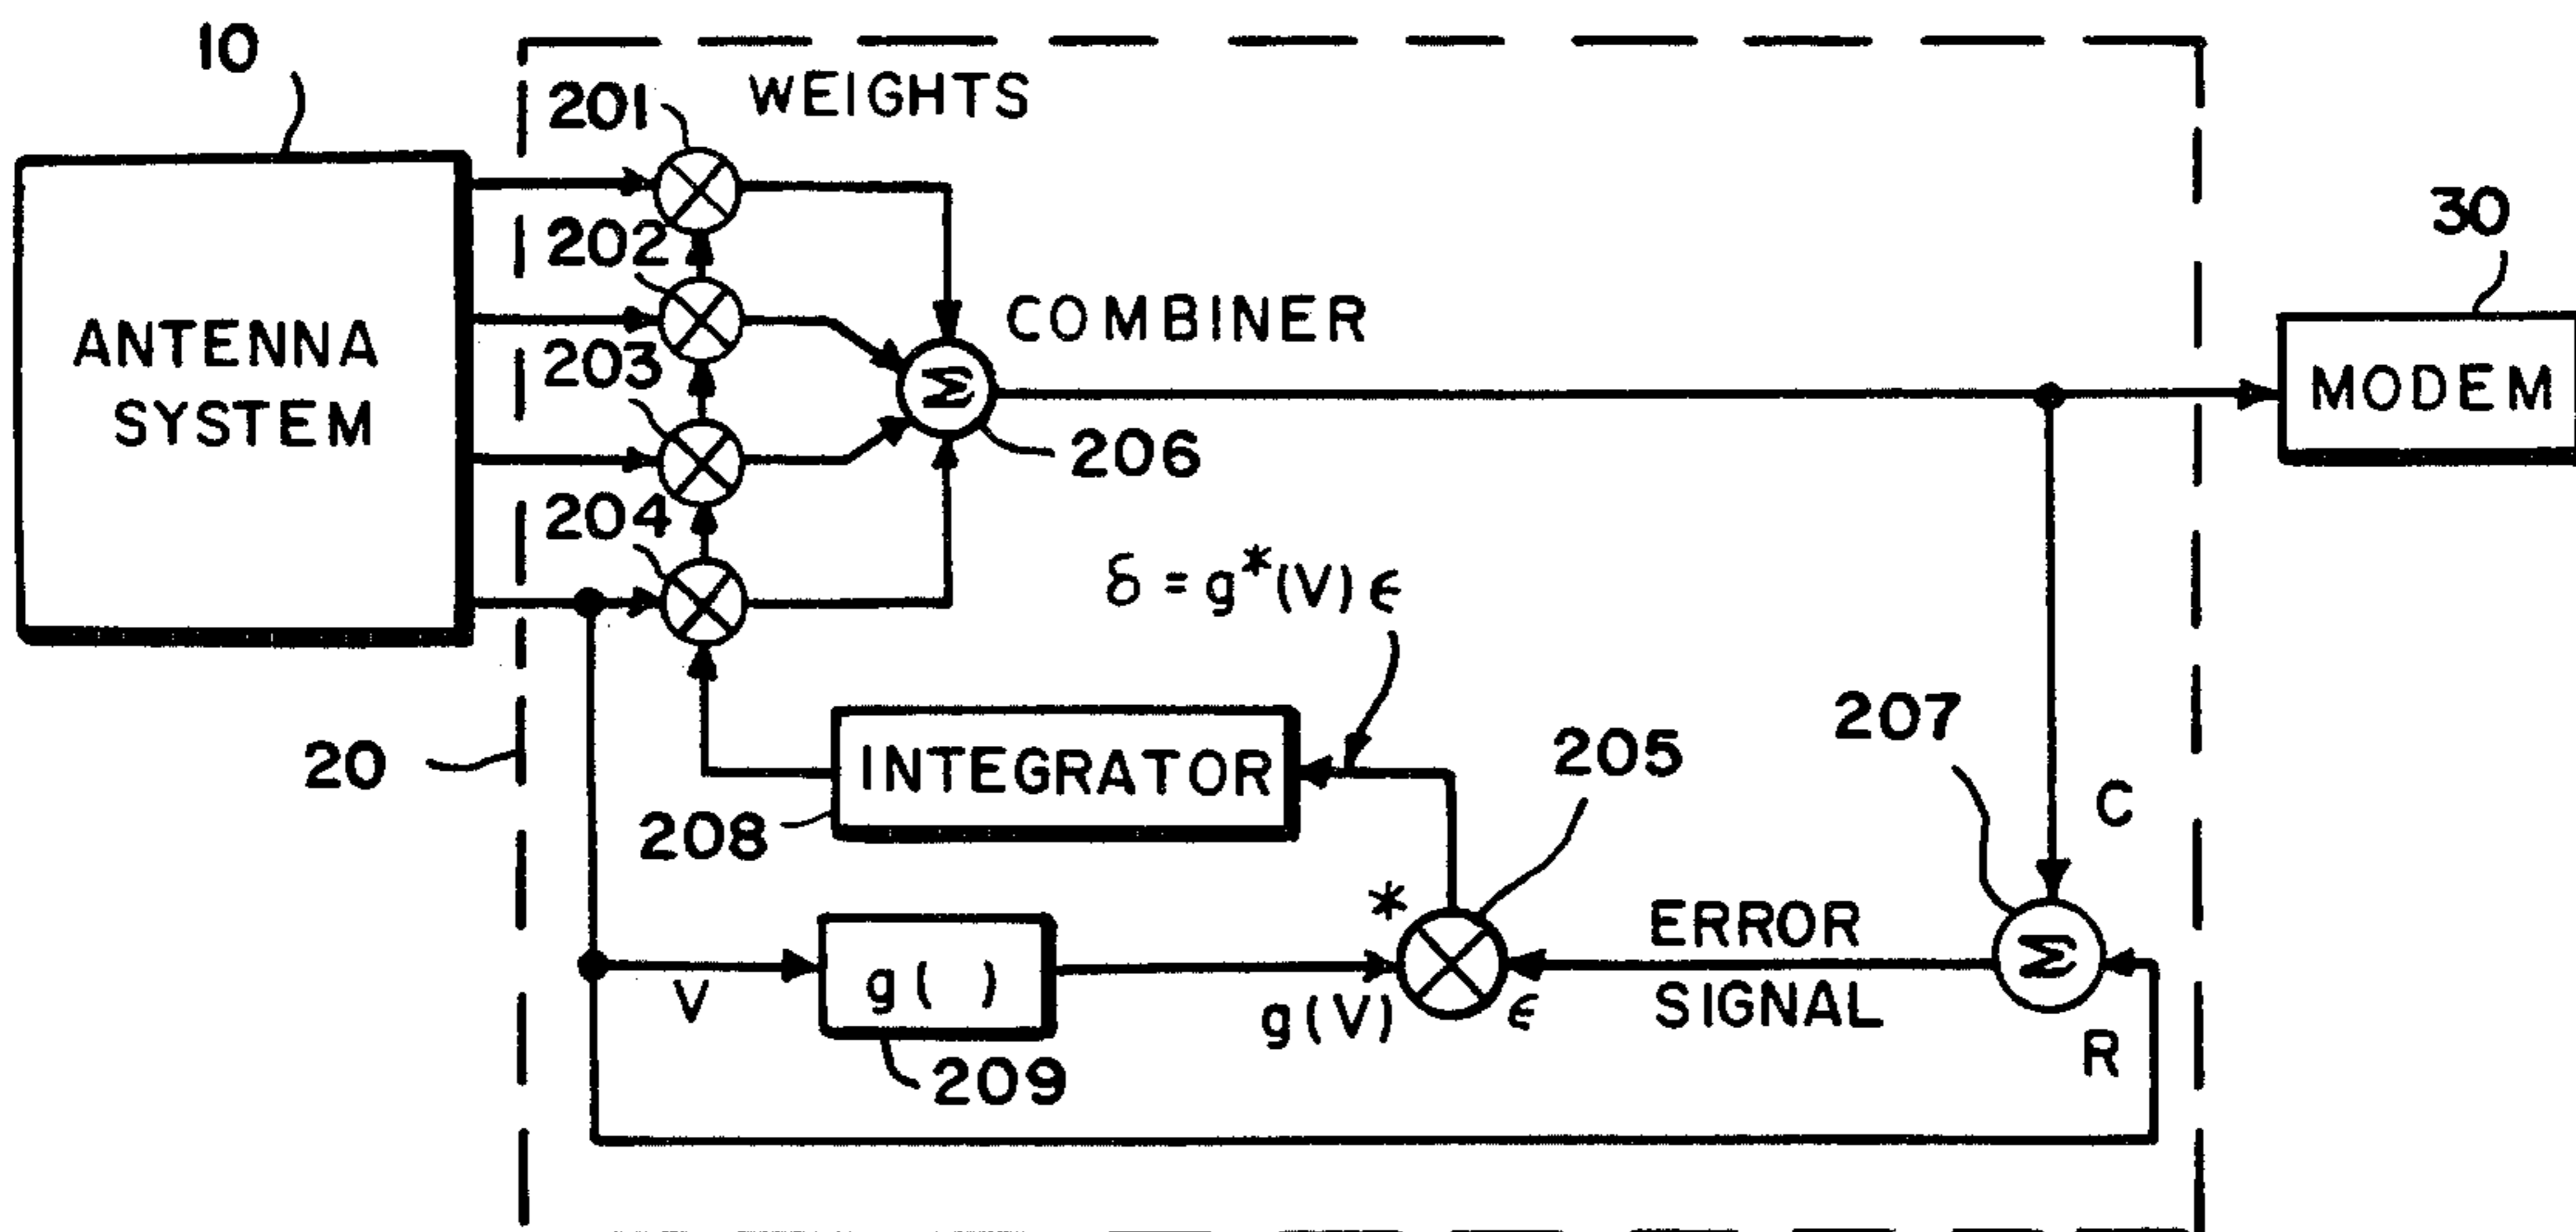 10
WEIGHTS
201
202
203
204
ANTENNA
SYSTEM
COMBINER
Σ
206
30
MODEM
δ = g*(V) ϵ
20
INTEGRATOR
208
205
207
C
*
ERROR
SIGNAL
Σ
V
g ( )
g(V)
ϵ
R
209